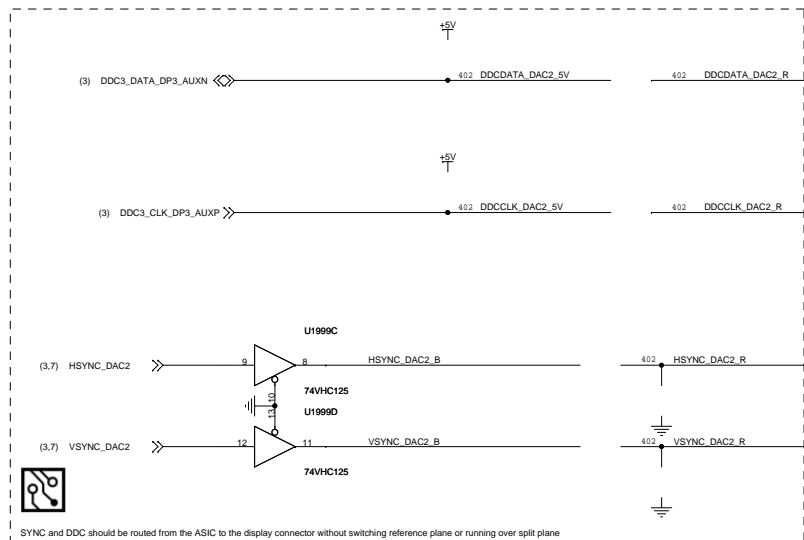 +5V
(3) DDC3_DATA_DP3_AUXN
402 DDCDATA_DAC2_5V
402 DDCDATA_DAC2_R
+5V
(3) DDC3_CLK_DP3_AUXP
402 DDCCLK_DAC2_5V
402 DDCCLK_DAC2_R
U1999C
(3,7) HSYNC_DAC2
9
8
HSYNC_DAC2_B
402 HSYNC_DAC2_R
10
74VHC125
13
U1999D
(3,7) VSYNC_DAC2
12
11
VSYNC_DAC2_B
402 VSYNC_DAC2_R
74VHC125
SYNC and DDC should be routed from the ASIC to the display connector without switching reference plane or running over split plane